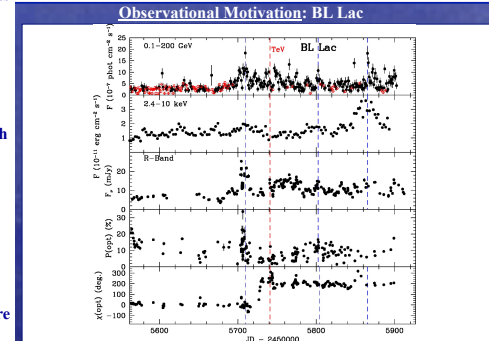 Observational Motivation: BL Lac
0.1-200 GeV
TeV
BL Lac
F (10⁻⁷ phot cm⁻² s⁻¹)
25
20
15
10
5
0
2.4-10 keV
F (10⁻¹¹ erg cm⁻² s⁻¹)
3
2
1
R-Band
Fᵥ (mJy)
20
10
0
P(opt) (%)
30
20
10
0
χ(opt) (deg.)
300
200
100
0
-100
5600
5700
5800
5900
JD - 2450000
re